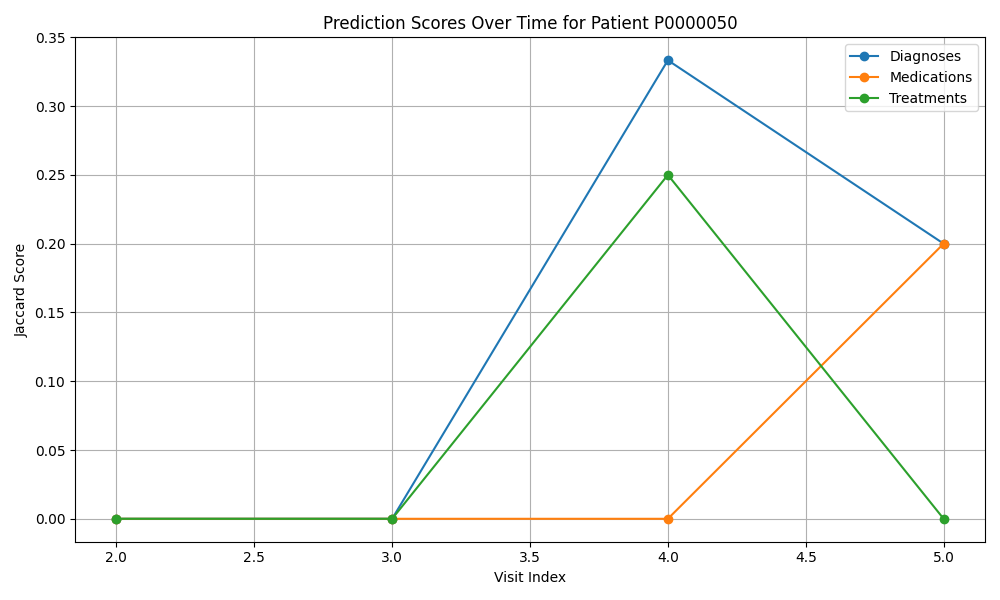 Prediction Scores Over Time for Patient P0000050
Diagnoses
Medications
Treatments
0.35
0.30
0.25
0.20
0.15
0.10
0.05
0.00
Jaccard Score
2.0 2.5 3.0 3.5 4.0 4.5 5.0
Visit Index